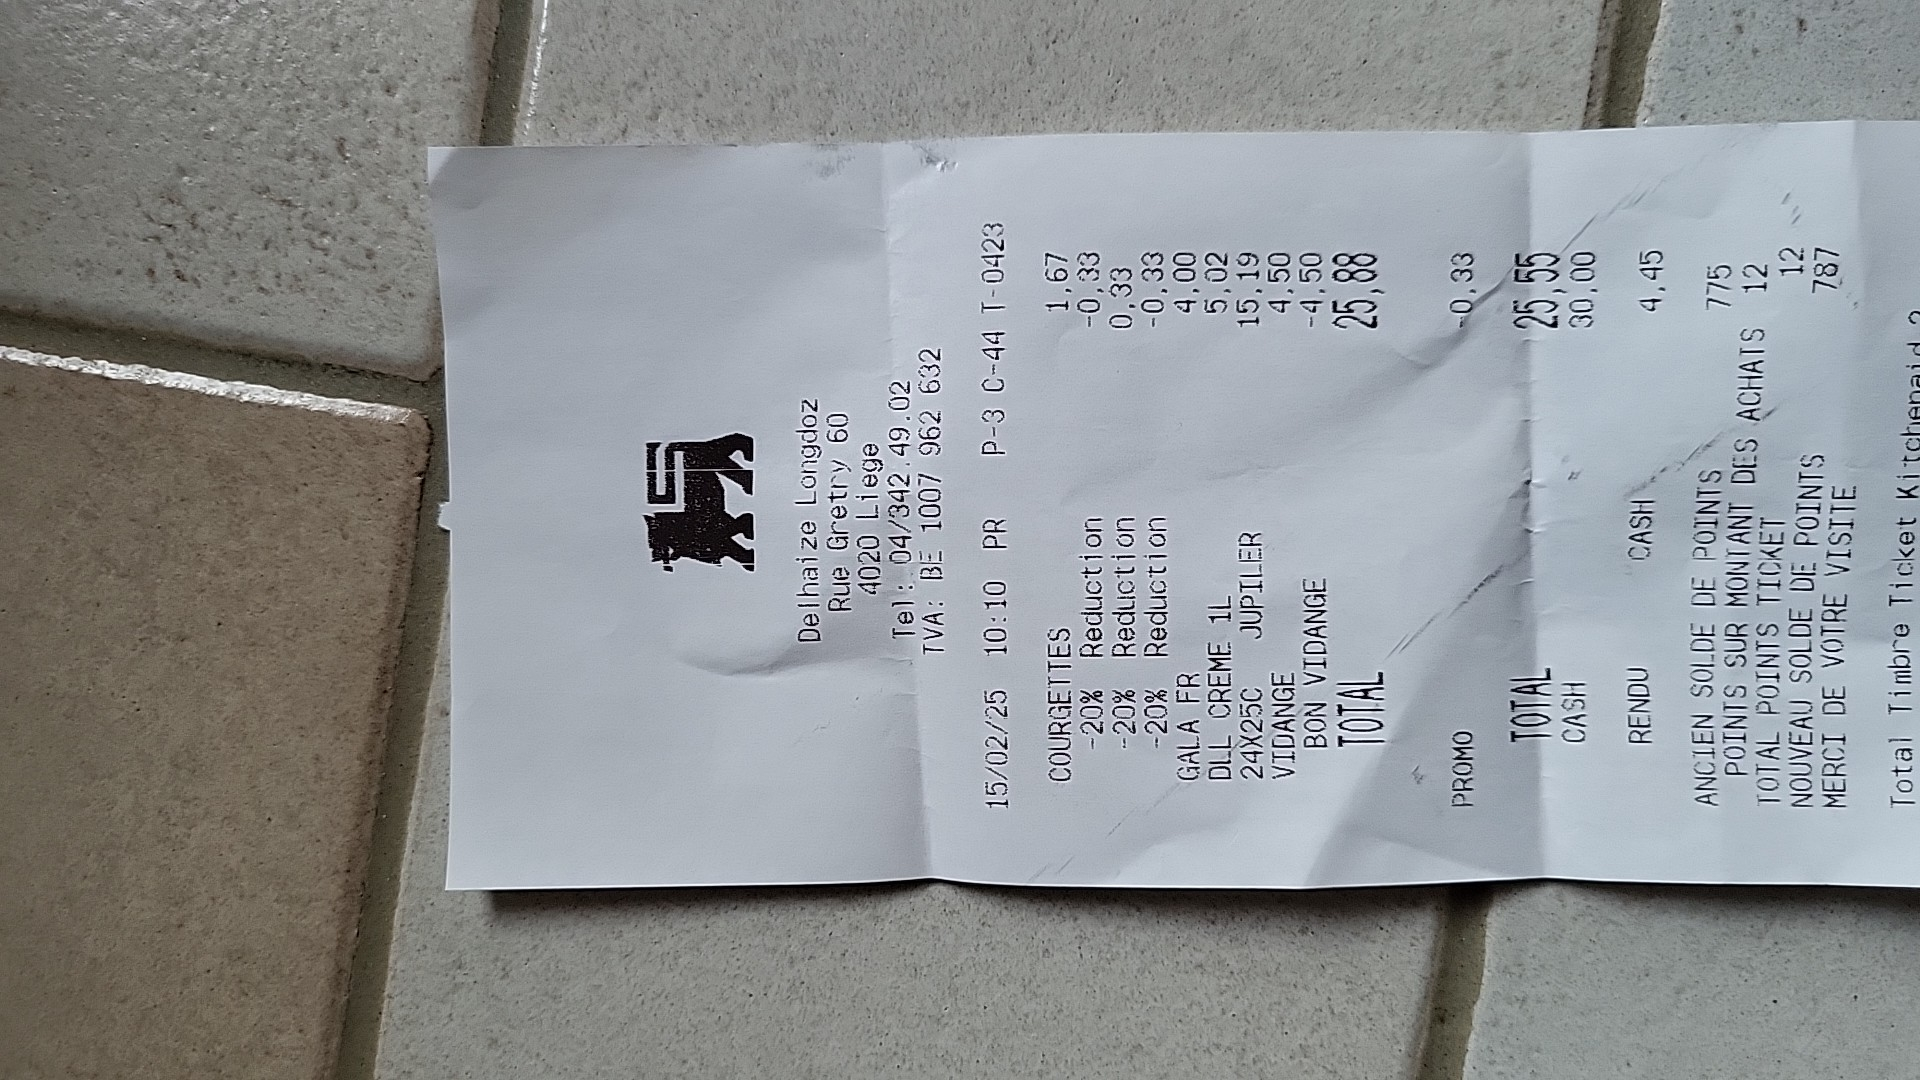 Delhaize Longdoz
Rue Gretry 60
4020 Liege
Tel: 04/342.49.02
TVA: BE 1007 962 632
15/02/25 10:10 PR P-3 C-44 T-0423
COURGETTES 1,67
-20% Reduction -0,33
-20% Reduction 0,33
-20% Reduction -0,33
GALA FR 4,00
DLL CREME 1L 5,02
24X25C JUPILER 15,19
VIDANGE 4,50
BON VIDANGE -4,50
TOTAL 25,88
PROMO -0,33
TOTAL 25,55
CASH 30,00
RENDU CASH 4,45
ANCIEN SOLDE DE POINTS 775
POINTS SUR MONTANT DES ACHATS 12
TOTAL POINTS TICKET 12
NOUVEAU SOLDE DE POINTS 787
MERCI DE VOTRE VISITE
Total Timbre Ticket Kitchenaid 2